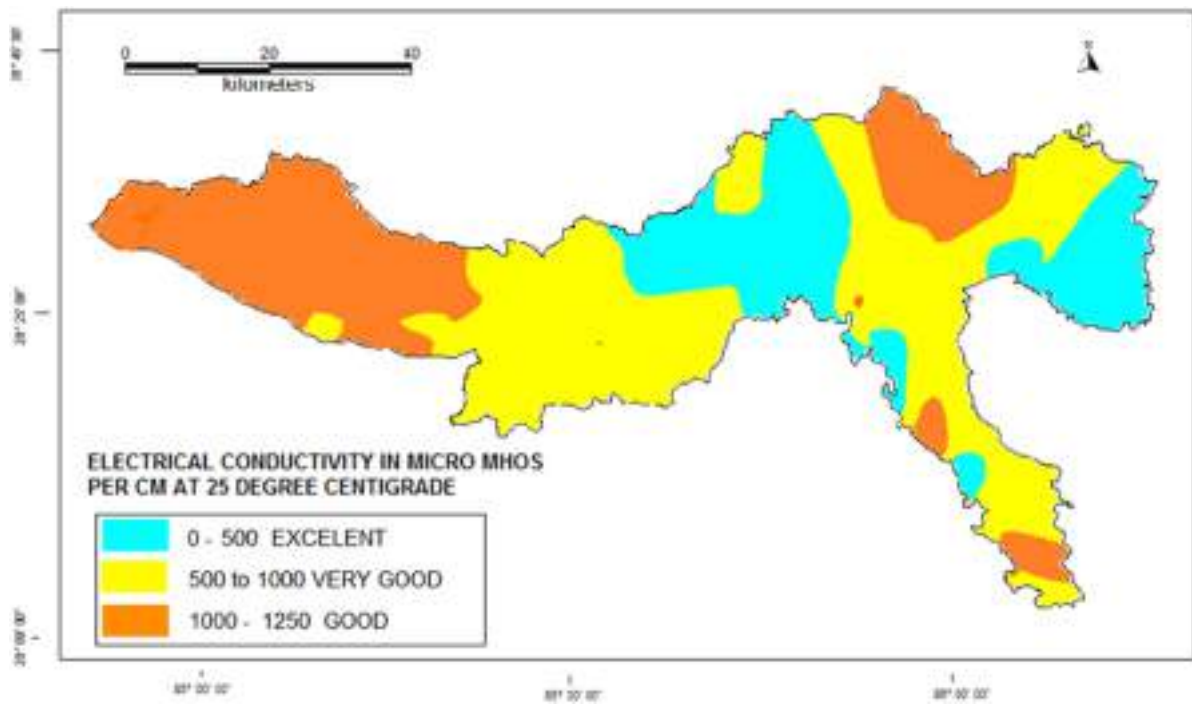 0 20 40
kilometers
ELECTRICAL CONDUCTIVITY IN MICRO MHOS
PER CM AT 25 DEGREE CENTIGRADE
0 - 500 EXCELENT
500 to 1000 VERY GOOD
1000 - 1250 GOOD